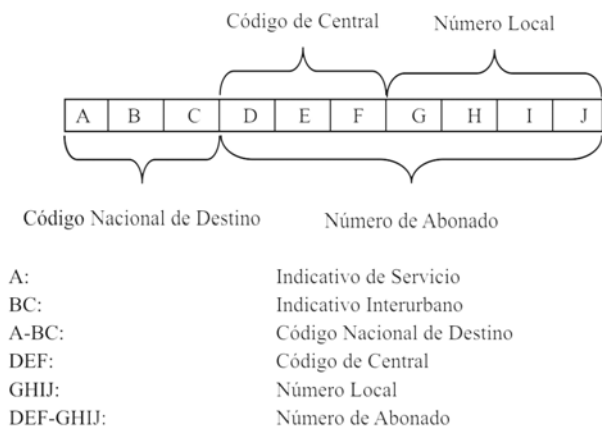 Código de Central Número Local
A B C D E F G H I J
Código Nacional de Destino Número de Abonado
A: Indicativo de Servicio
BC: Indicativo Interurbano
A-BC: Código Nacional de Destino
DEF: Código de Central
GHIJ: Número Local
DEF-GHIJ: Número de Abonado